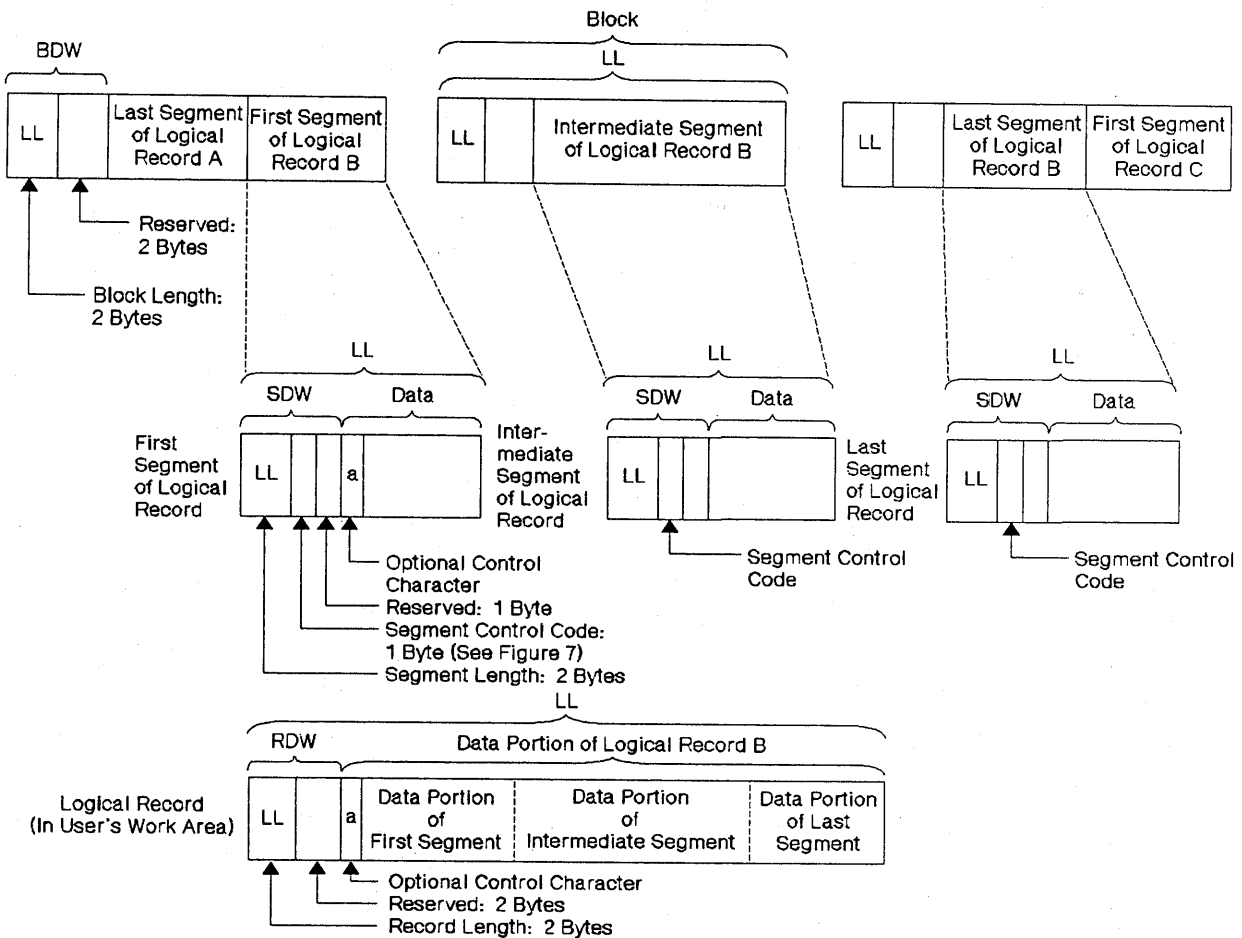 Block
BDW
LL
LL
Last Segment
of Logical
Record A
First Segment
of Logical
Record B
LL
Intermediate Segment
of Logical Record B
LL
Last Segment
of Logical
Record B
First Segment
of Logical
Record C
Reserved:
2 Bytes
Block Length:
2 Bytes
LL
SDW
Data
First
Segment
of Logical
Record
LL
a
LL
SDW
Data
Inter-
mediate
Segment
of Logical
Record
LL
LL
SDW
Data
Last
Segment
of Logical
Record
LL
Optional Control
Character
Reserved: 1 Byte
Segment Control Code:
1 Byte (See Figure 7)
Segment Length: 2 Bytes
Segment Control
Code
Segment Control
Code
LL
RDW
Data Portion of Logical Record B
Logical Record
(In User's Work Area)
LL
a
Data Portion
of
First Segment
Data Portion
of
Intermediate Segment
Data Portion
of Last
Segment
Optional Control Character
Reserved: 2 Bytes
Record Length: 2 Bytes